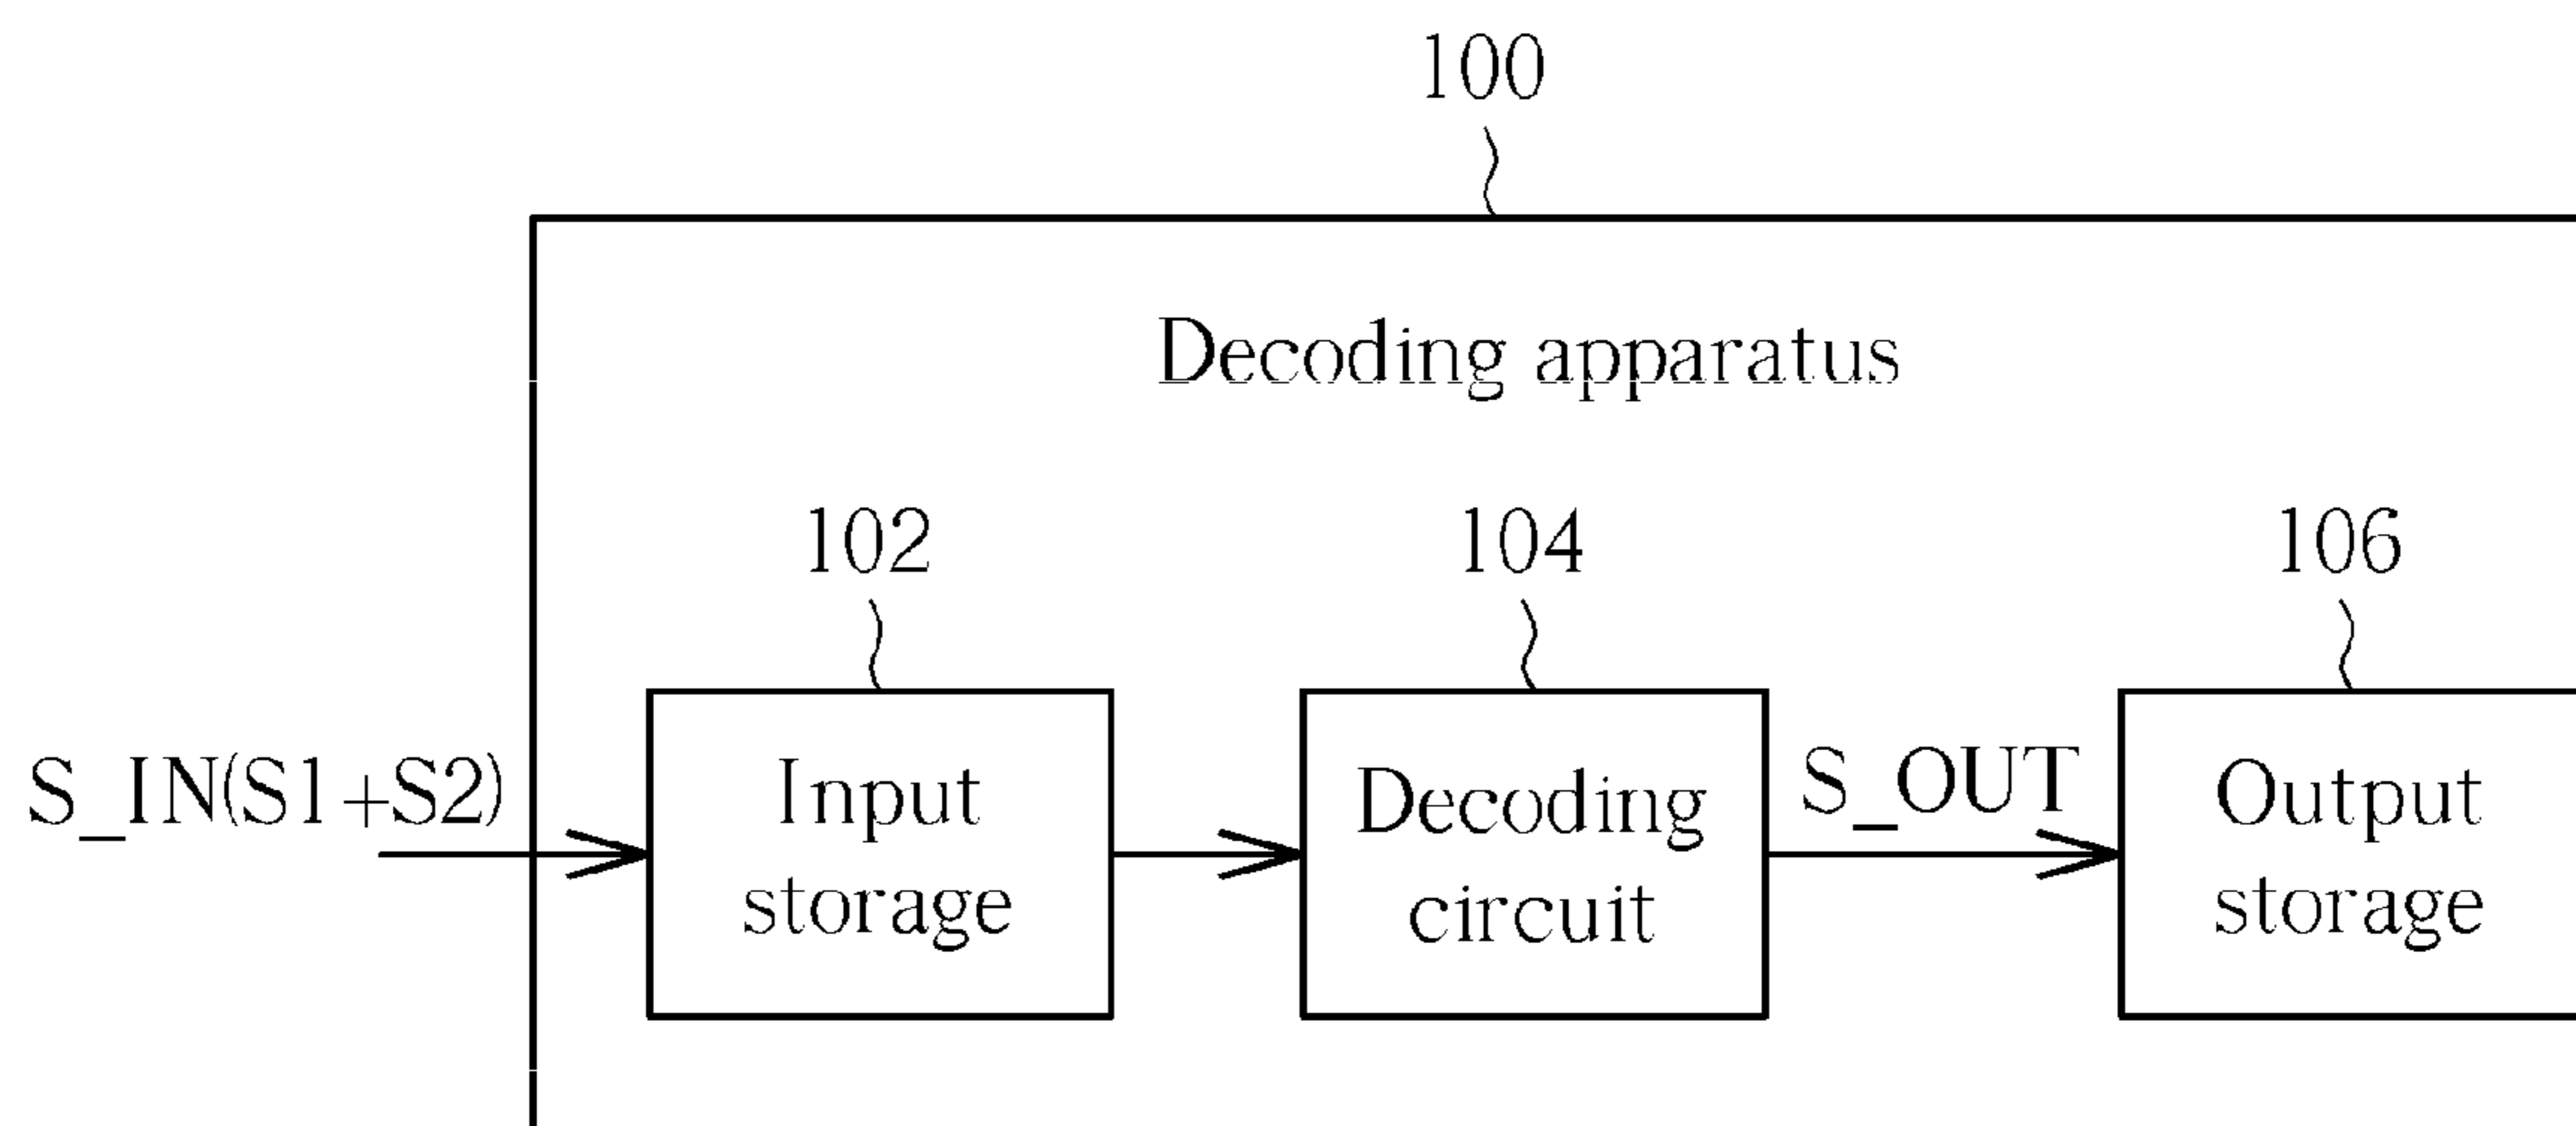 100
Decoding apparatus
102
104
106
S_IN(S1+S2)
Input
storage
Decoding
circuit
S_OUT
Output
storage